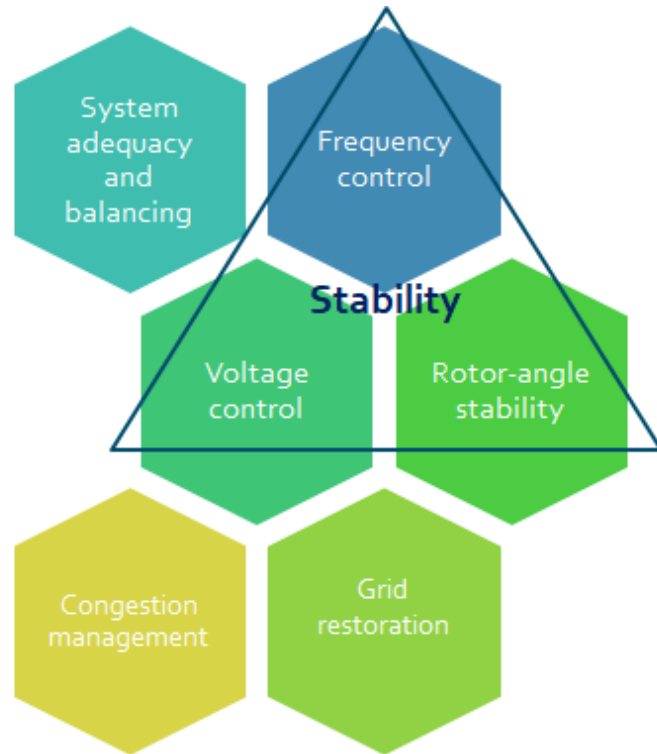 System
adequacy
and
balancing
Frequency
control
Stability
Voltage
control
Rotor-angle
stability
Congestion
management
Grid
restoration